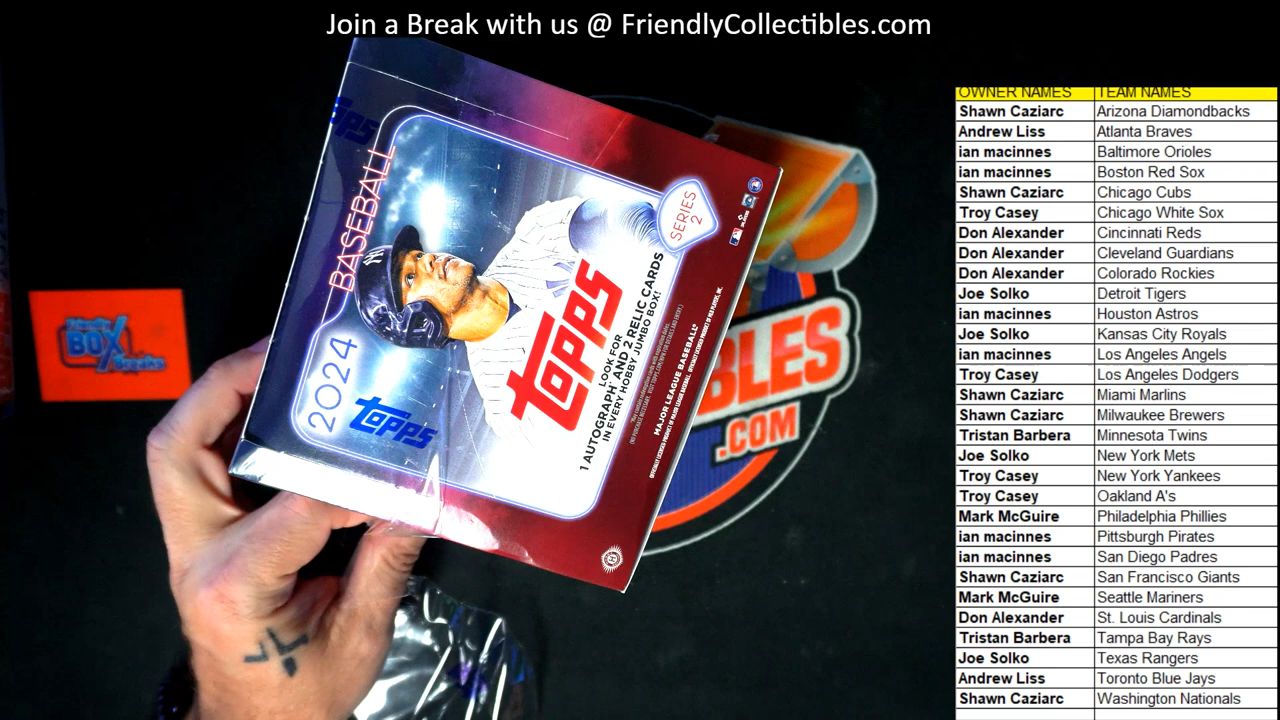 Join a Break with us @ FriendlyCollectibles.com
OWNER NAMES TEAM NAMES
Shawn Caziarc Arizona Diamondbacks
Andrew Liss Atlanta Braves
ian macinnes Baltimore Orioles
ian macinnes Boston Red Sox
Shawn Caziarc Chicago Cubs
Troy Casey Chicago White Sox
Don Alexander Cincinnati Reds
Don Alexander Cleveland Guardians
Don Alexander Colorado Rockies
Joe Solko Detroit Tigers
ian macinnes Houston Astros
Joe Solko Kansas City Royals
ian macinnes Los Angeles Angels
Troy Casey Los Angeles Dodgers
Shawn Caziarc Miami Marlins
Shawn Caziarc Milwaukee Brewers
Tristan Barbera Minnesota Twins
Joe Solko New York Mets
Troy Casey New York Yankees
Troy Casey Oakland A's
Mark McGuire Philadelphia Phillies
ian macinnes Pittsburgh Pirates
ian macinnes San Diego Padres
Shawn Caziarc San Francisco Giants
Mark McGuire Seattle Mariners
Don Alexander St. Louis Cardinals
Tristan Barbera Tampa Bay Rays
Joe Solko Texas Rangers
Andrew Liss Toronto Blue Jays
Shawn Caziarc Washington Nationals
2024 BASEBALL
SERIES
2
TOPPS
TOPPS
TOPPS
LOOK FOR
1 AUTOGRAPH* AND 2 RELIC CARDS
IN EVERY HOBBY JUMBO BOX!
MAJOR LEAGUE BASEBALL
BOX
BLES
.COM